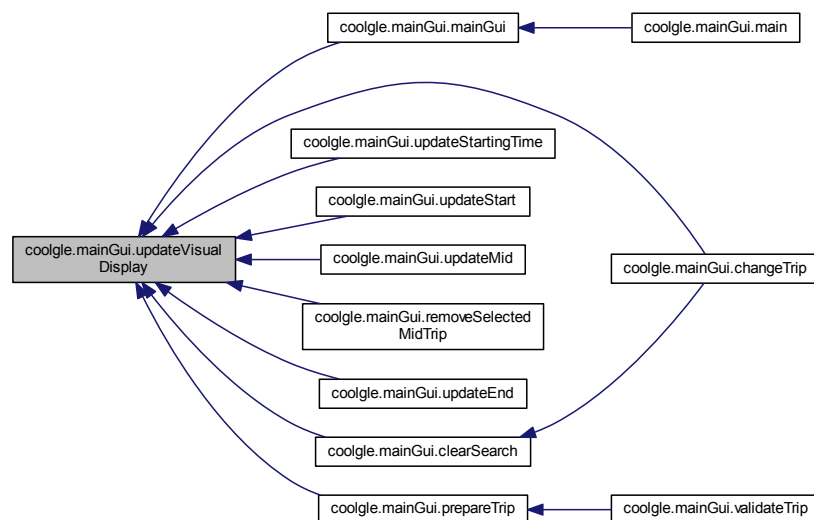 coolgle.mainGui.mainGui
coolgle.mainGui.main
coolgle.mainGui.updateStartingTime
coolgle.mainGui.updateStart
coolgle.mainGui.updateVisual
Display
coolgle.mainGui.updateMid
coolgle.mainGui.changeTrip
coolgle.mainGui.removeSelected
MidTrip
coolgle.mainGui.updateEnd
coolgle.mainGui.clearSearch
coolgle.mainGui.prepareTrip
coolgle.mainGui.validateTrip